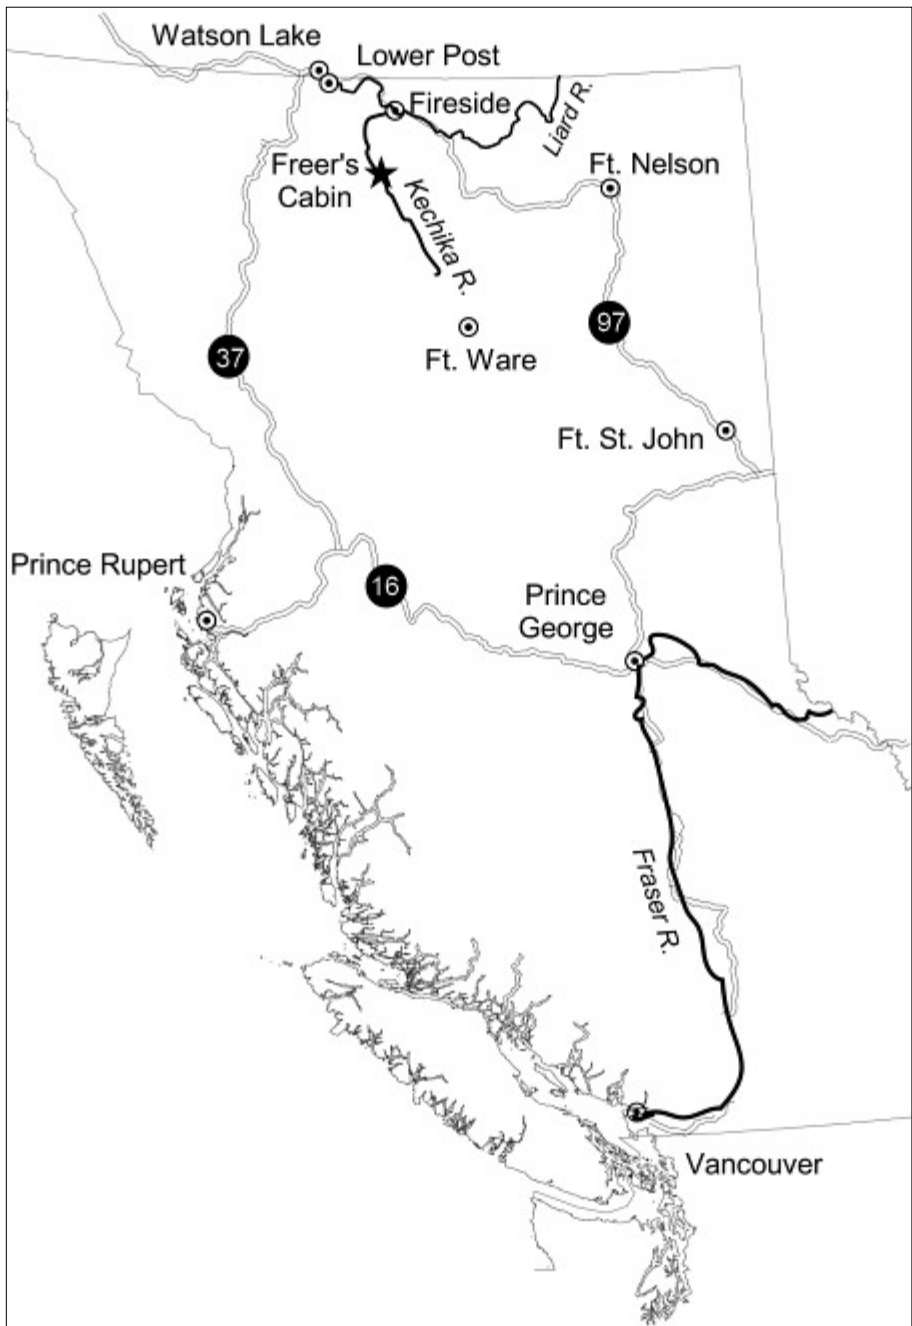 Watson Lake
Lower Post
Fireside
Liard R.
Freer's
Cabin
Ft. Nelson
Kechika R.
97
37
Ft. Ware
Ft. St. John
Prince Rupert
16
Prince
George
Fraser R.
Vancouver